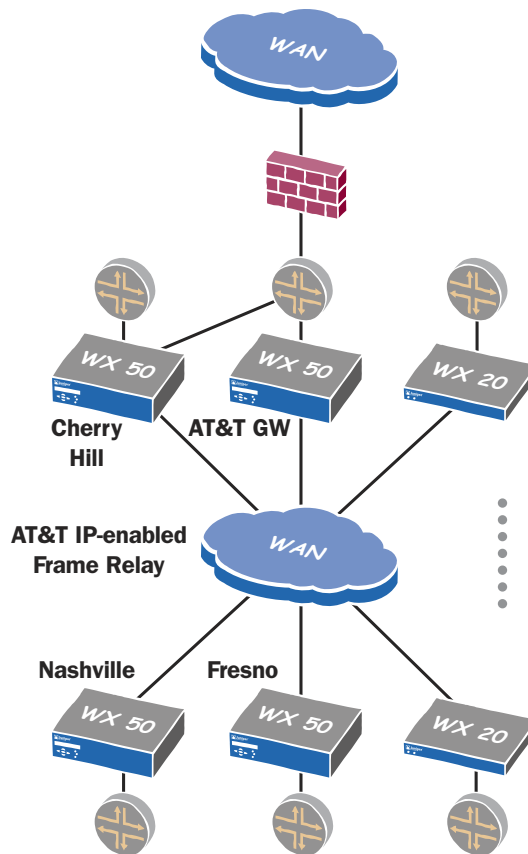 WAN
WX 50
WX 50
WX 20
Cherry
Hill
AT&T GW
AT&T IP-enabled
Frame Relay
WAN
Nashville
Fresno
WX 50
WX 50
WX 20